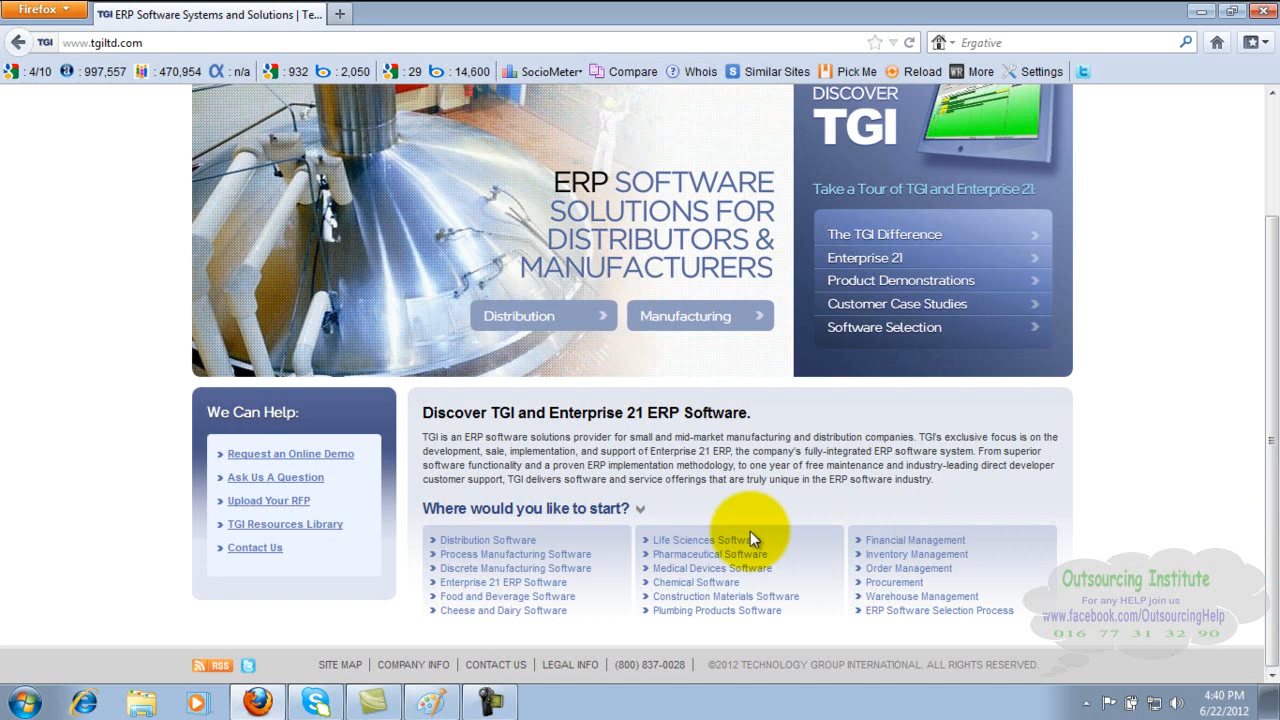 Firefox
TGI ERP Software Systems and Solutions | Te...
TGI www.tgiltd.com
Ergative
: 4/10 : 997,557 : 470,954 : n/a : 932 : 2,050 : 29 : 14,600 SocioMeter Compare Whois Similar Sites Pick Me Reload More Settings
DISCOVER
TGI
Take a Tour of TGI and Enterprise 21:
The TGI Difference
Enterprise 21
Product Demonstrations
Customer Case Studies
Software Selection
ERP SOFTWARE
SOLUTIONS FOR
DISTRIBUTORS &
MANUFACTURERS
Distribution
Manufacturing
We Can Help:
Request an Online Demo
Ask Us A Question
Upload Your RFP
TGI Resources Library
Contact Us
Discover TGI and Enterprise 21 ERP Software.
TGI is an ERP software solutions provider for small and mid-market manufacturing and distribution companies. TGI's exclusive focus is on the
development, sale, implementation, and support of Enterprise 21 ERP, the company's fully-integrated ERP software system. From superior
software functionality and a proven ERP implementation methodology, to one year of free maintenance and industry-leading direct developer
customer support, TGI delivers software and service offerings that are truly unique in the ERP software industry.
Where would you like to start?
Distribution Software
Process Manufacturing Software
Discrete Manufacturing Software
Enterprise 21 ERP Software
Food and Beverage Software
Cheese and Dairy Software
Life Sciences Software
Pharmaceutical Software
Medical Devices Software
Chemical Software
Construction Materials Software
Plumbing Products Software
Financial Management
Inventory Management
Order Management
Procurement
Warehouse Management
ERP Software Selection Process
Outsourcing Institute
For any HELP join us
www.facebook.com/OutsourcingHelp
016 77 31 32 90
RSS
SITE MAP | COMPANY INFO | CONTACT US | LEGAL INFO | (800) 837-0028 | ©2012 TECHNOLOGY GROUP INTERNATIONAL. ALL RIGHTS RESERVED.
4:40 PM
6/22/2012